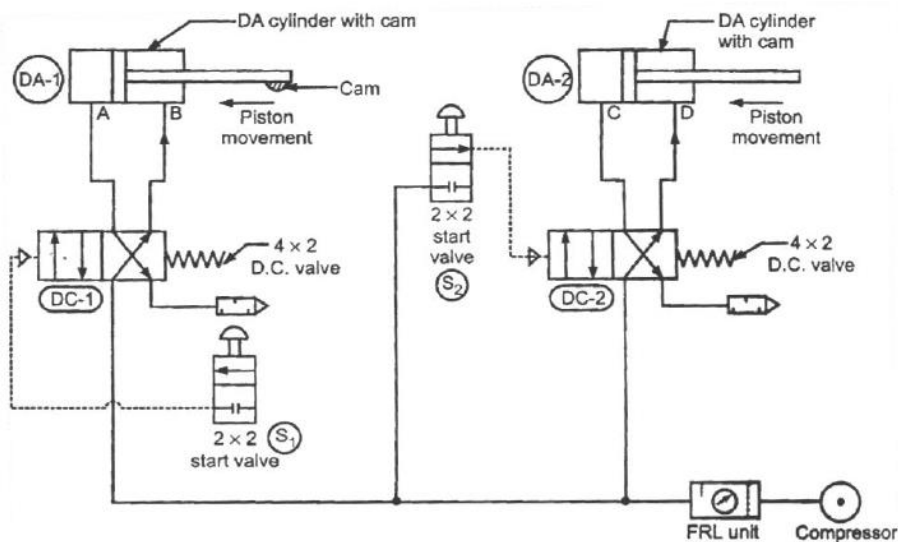 DA cylinder with cam
DA-1
Cam
A
B
Piston
movement
DA cylinder
with cam
DA-2
C
D
Piston
movement
2 × 2
start
valve
S2
4 × 2
D.C. valve
DC-1
4 × 2
D.C. valve
DC-2
2 × 2
start valve
S1
FRL unit
Compressor